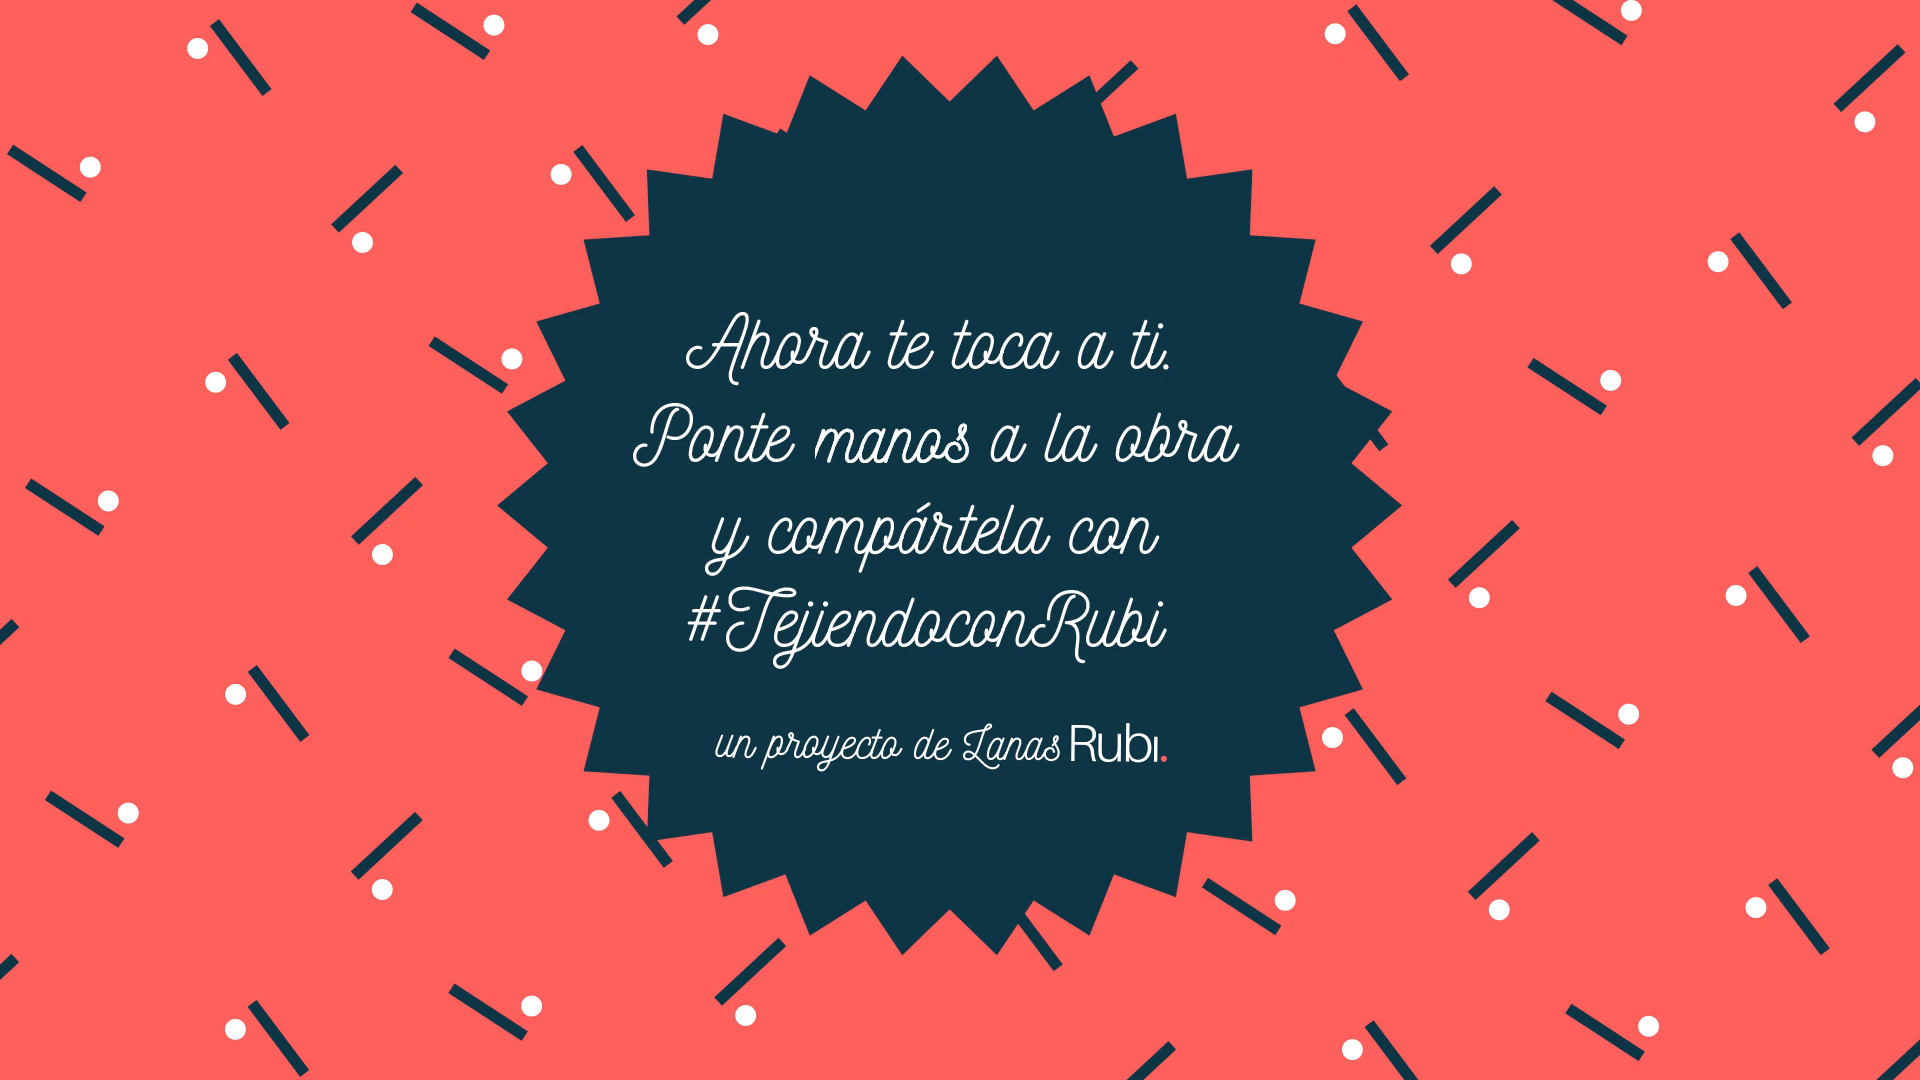 Ahora te toca a ti.
Ponte manos a la obra
y compártela con
#TejiendoconRubi
un proyecto de Lanas Rubi.